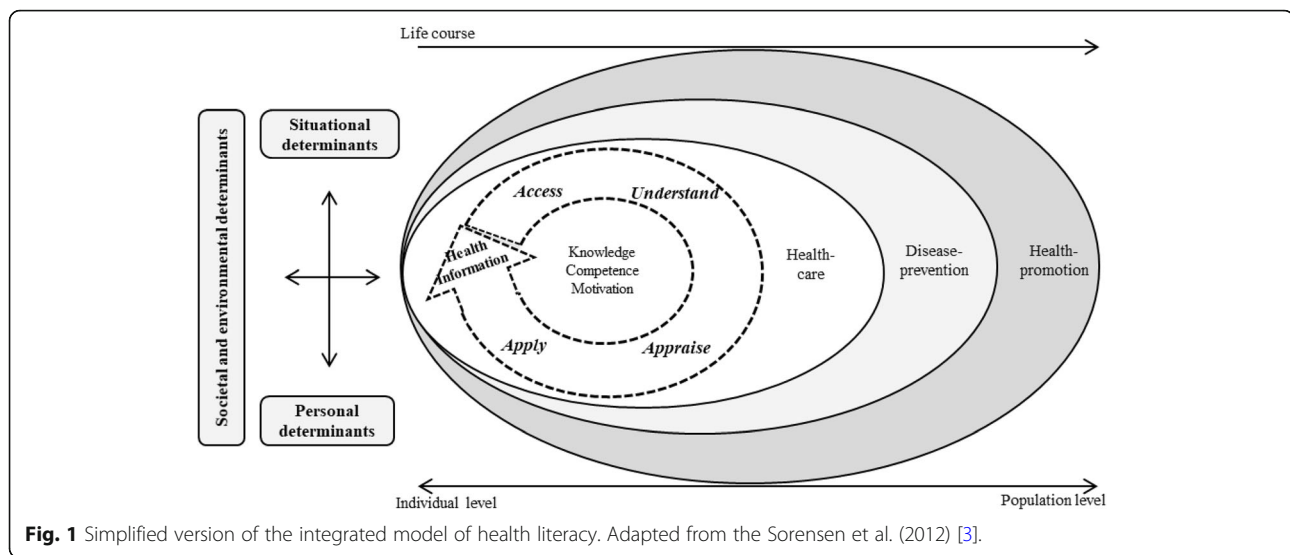 Life course
Societal and environmental determinants
Situational
determinants
Personal
determinants
Access
Understand
Health
Information
Knowledge
Competence
Motivation
Apply
Appraise
Health-
care
Disease-
prevention
Health-
promotion
Individual level
Population level
Fig. 1 Simplified version of the integrated model of health literacy. Adapted from the Sorensen et al. (2012) [3].